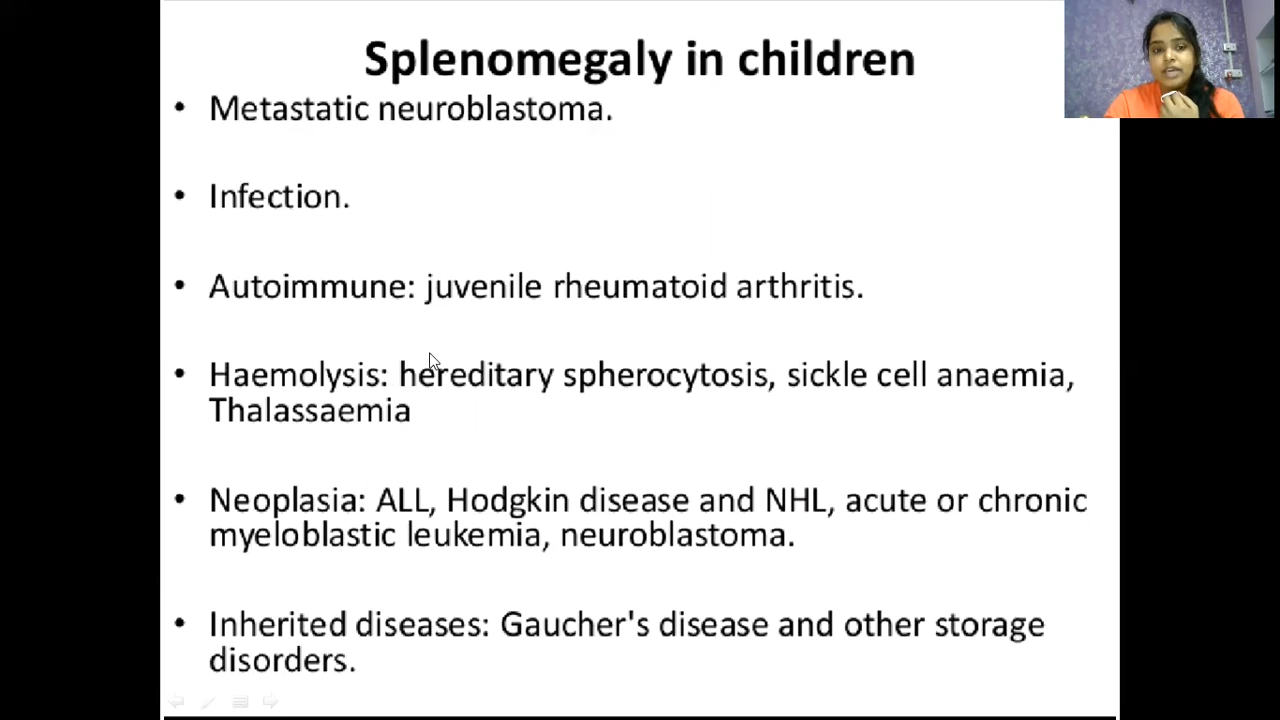 Splenomegaly in children
• Metastatic neuroblastoma.
• Infection.
• Autoimmune: juvenile rheumatoid arthritis.
• Haemolysis: hereditary spherocytosis, sickle cell anaemia,
Thalassaemia
• Neoplasia: ALL, Hodgkin disease and NHL, acute or chronic
myeloblastic leukemia, neuroblastoma.
• Inherited diseases: Gaucher's disease and other storage
disorders.